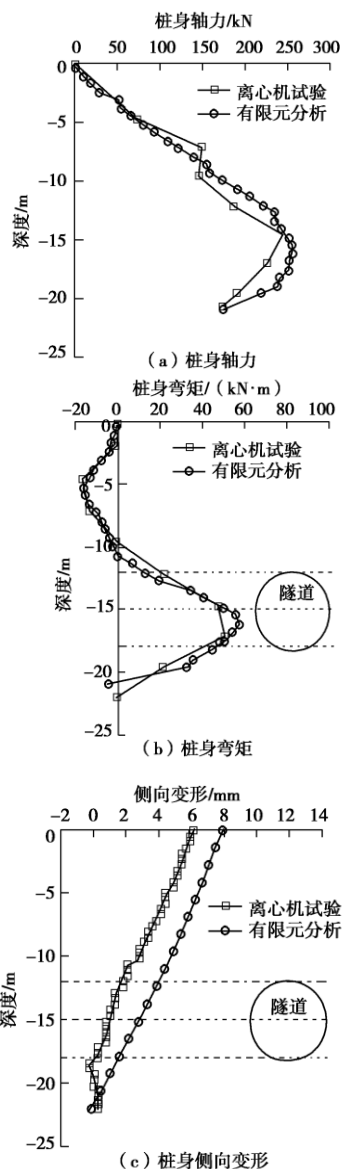 桩身轴力/kN
0 50 100 150 200 250 300
0
离心机试验
有限元分析
-5
-10
深度/m
-15
-20
-25
(a)桩身轴力
桩身弯矩/(kN·m)
-20 0 20 40 60 80 100
0
离心机试验
有限元分析
-5
-10
深度/m
隧道
-15
-20
-25
(b)桩身弯矩
侧向变形/mm
-2 0 2 4 6 8 10 12 14
0
-5
离心机试验
有限元分析
-10
深度/m
隧道
-15
-20
-25
(c)桩身侧向变形